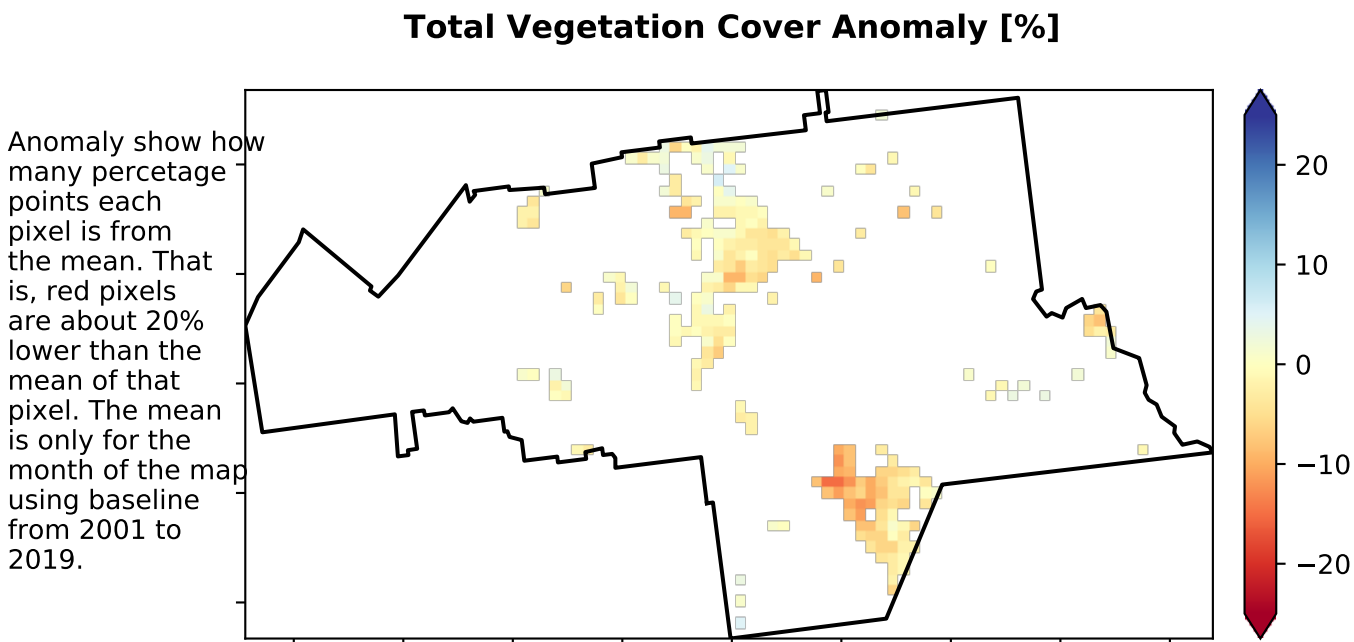 Total Vegetation Cover Anomaly [%]
Anomaly show how
many percetage
points each
pixel is from
the mean. That
is, red pixels
are about 20%
lower than the
mean of that
pixel. The mean
is only for the
month of the map
using baseline
from 2001 to
2019.
20
10
0
−10
−20